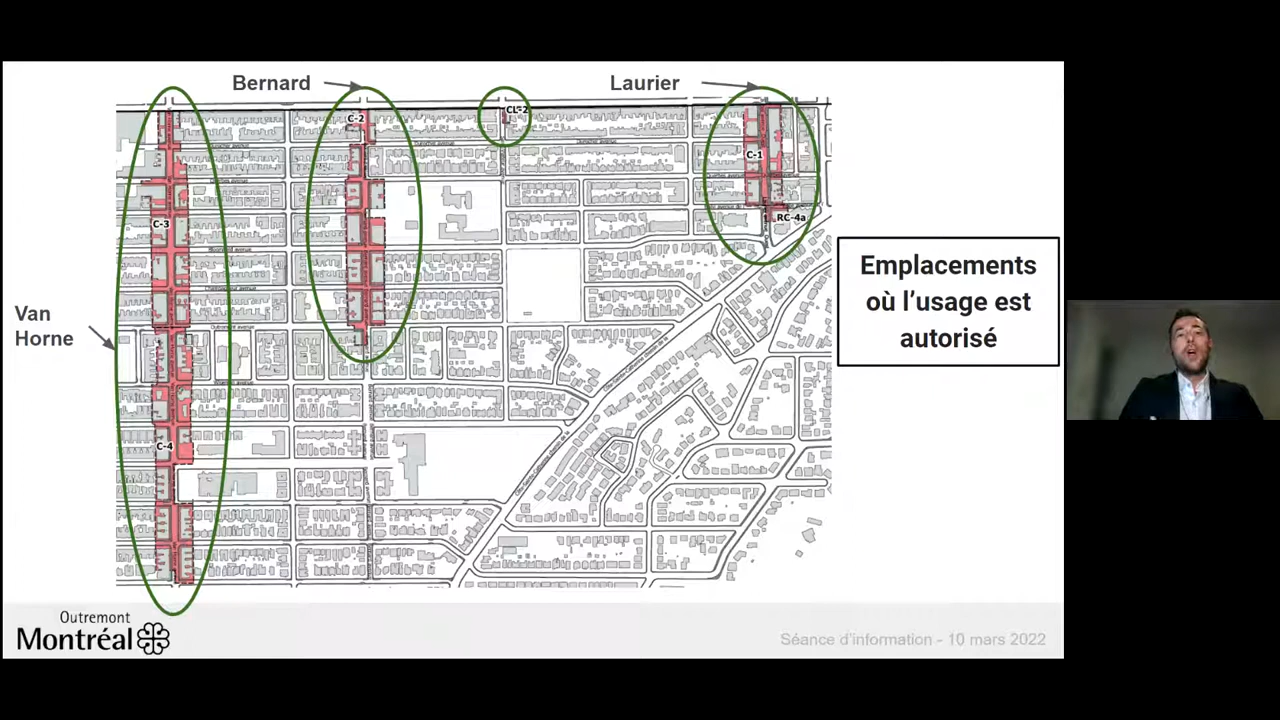 Bernard
Laurier
C-2
CL-2
C-1
C-3
RC-4a
Van
Horne
Emplacements
où l'usage est
autorisé
C-4
Outremont
Montréal
Séance d'information - 10 mars 2022